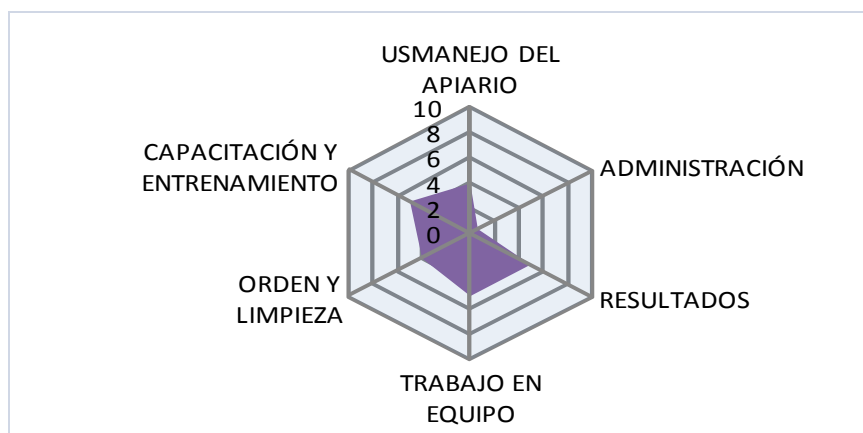 USMANEJO DEL
APIARIO
10
8
6
4
2
0
ADMINISTRACIÓN
RESULTADOS
TRABAJO EN
EQUIPO
ORDEN Y
LIMPIEZA
CAPACITACIÓN Y
ENTRENAMIENTO